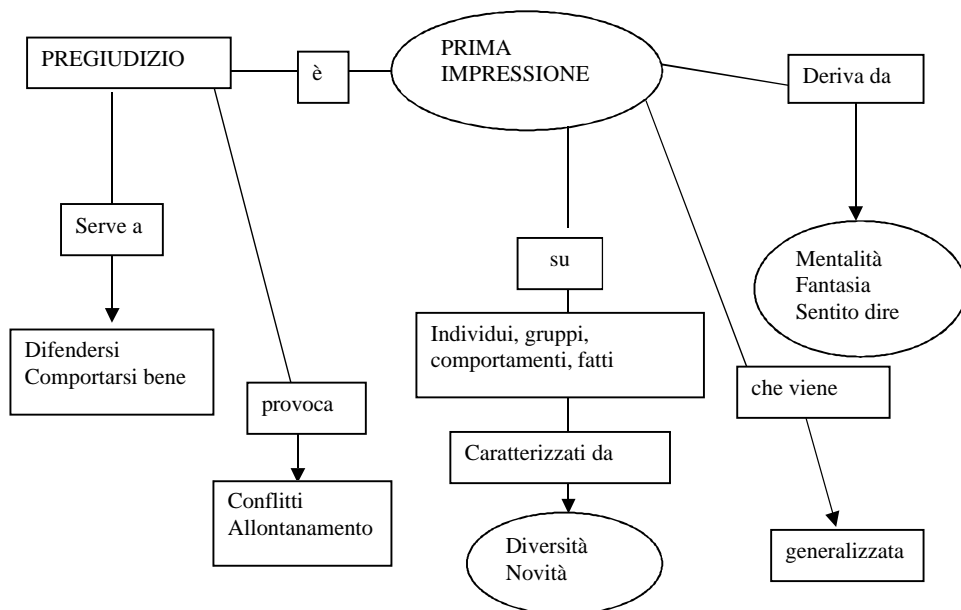 PREGIUDIZIO
è
PRIMA
IMPRESSIONE
Deriva da
Serve a
su
Mentalità
Fantasia
Sentito dire
Difendersi
Comportarsi bene
Individui, gruppi,
comportamenti, fatti
provoca
che viene
Caratterizzati da
Conflitti
Allontanamento
Diversità
Novità
generalizzata